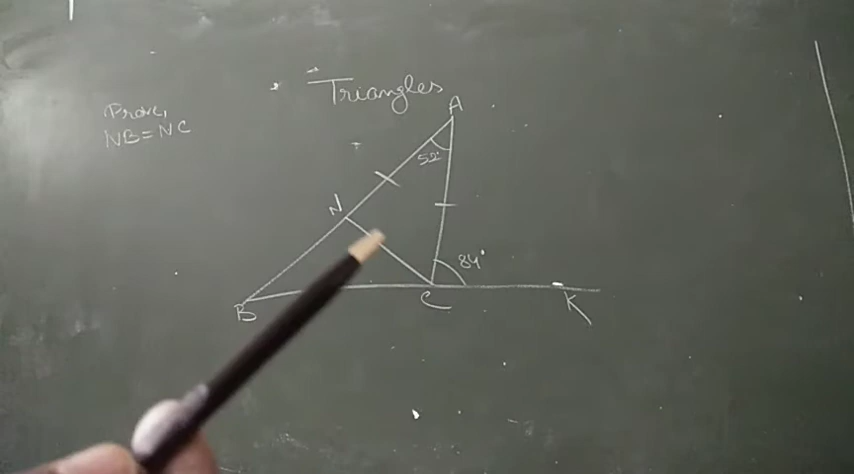 Triangles
Prove,
NB=NC
A
52°
N
84°
B
C
K